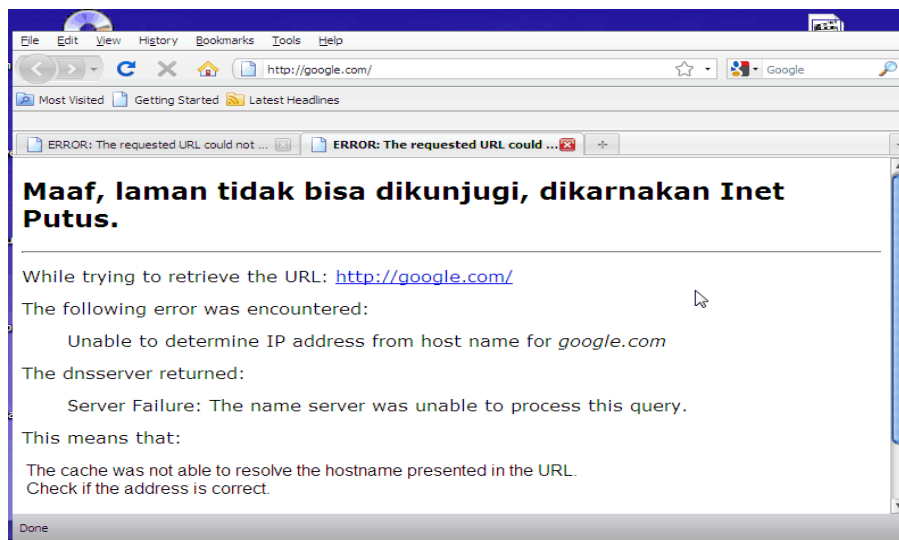 File Edit View History Bookmarks Tools Help
http://google.com/ Google
Most Visited Getting Started Latest Headlines
ERROR: The requested URL could not ... ERROR: The requested URL could ...
Maaf, laman tidak bisa dikunjugi, dikarnakan Inet
Putus.
While trying to retrieve the URL: http://google.com/
The following error was encountered:
Unable to determine IP address from host name for google.com
The dnsserver returned:
Server Failure: The name server was unable to process this query.
This means that:
The cache was not able to resolve the hostname presented in the URL.
Check if the address is correct.
Done